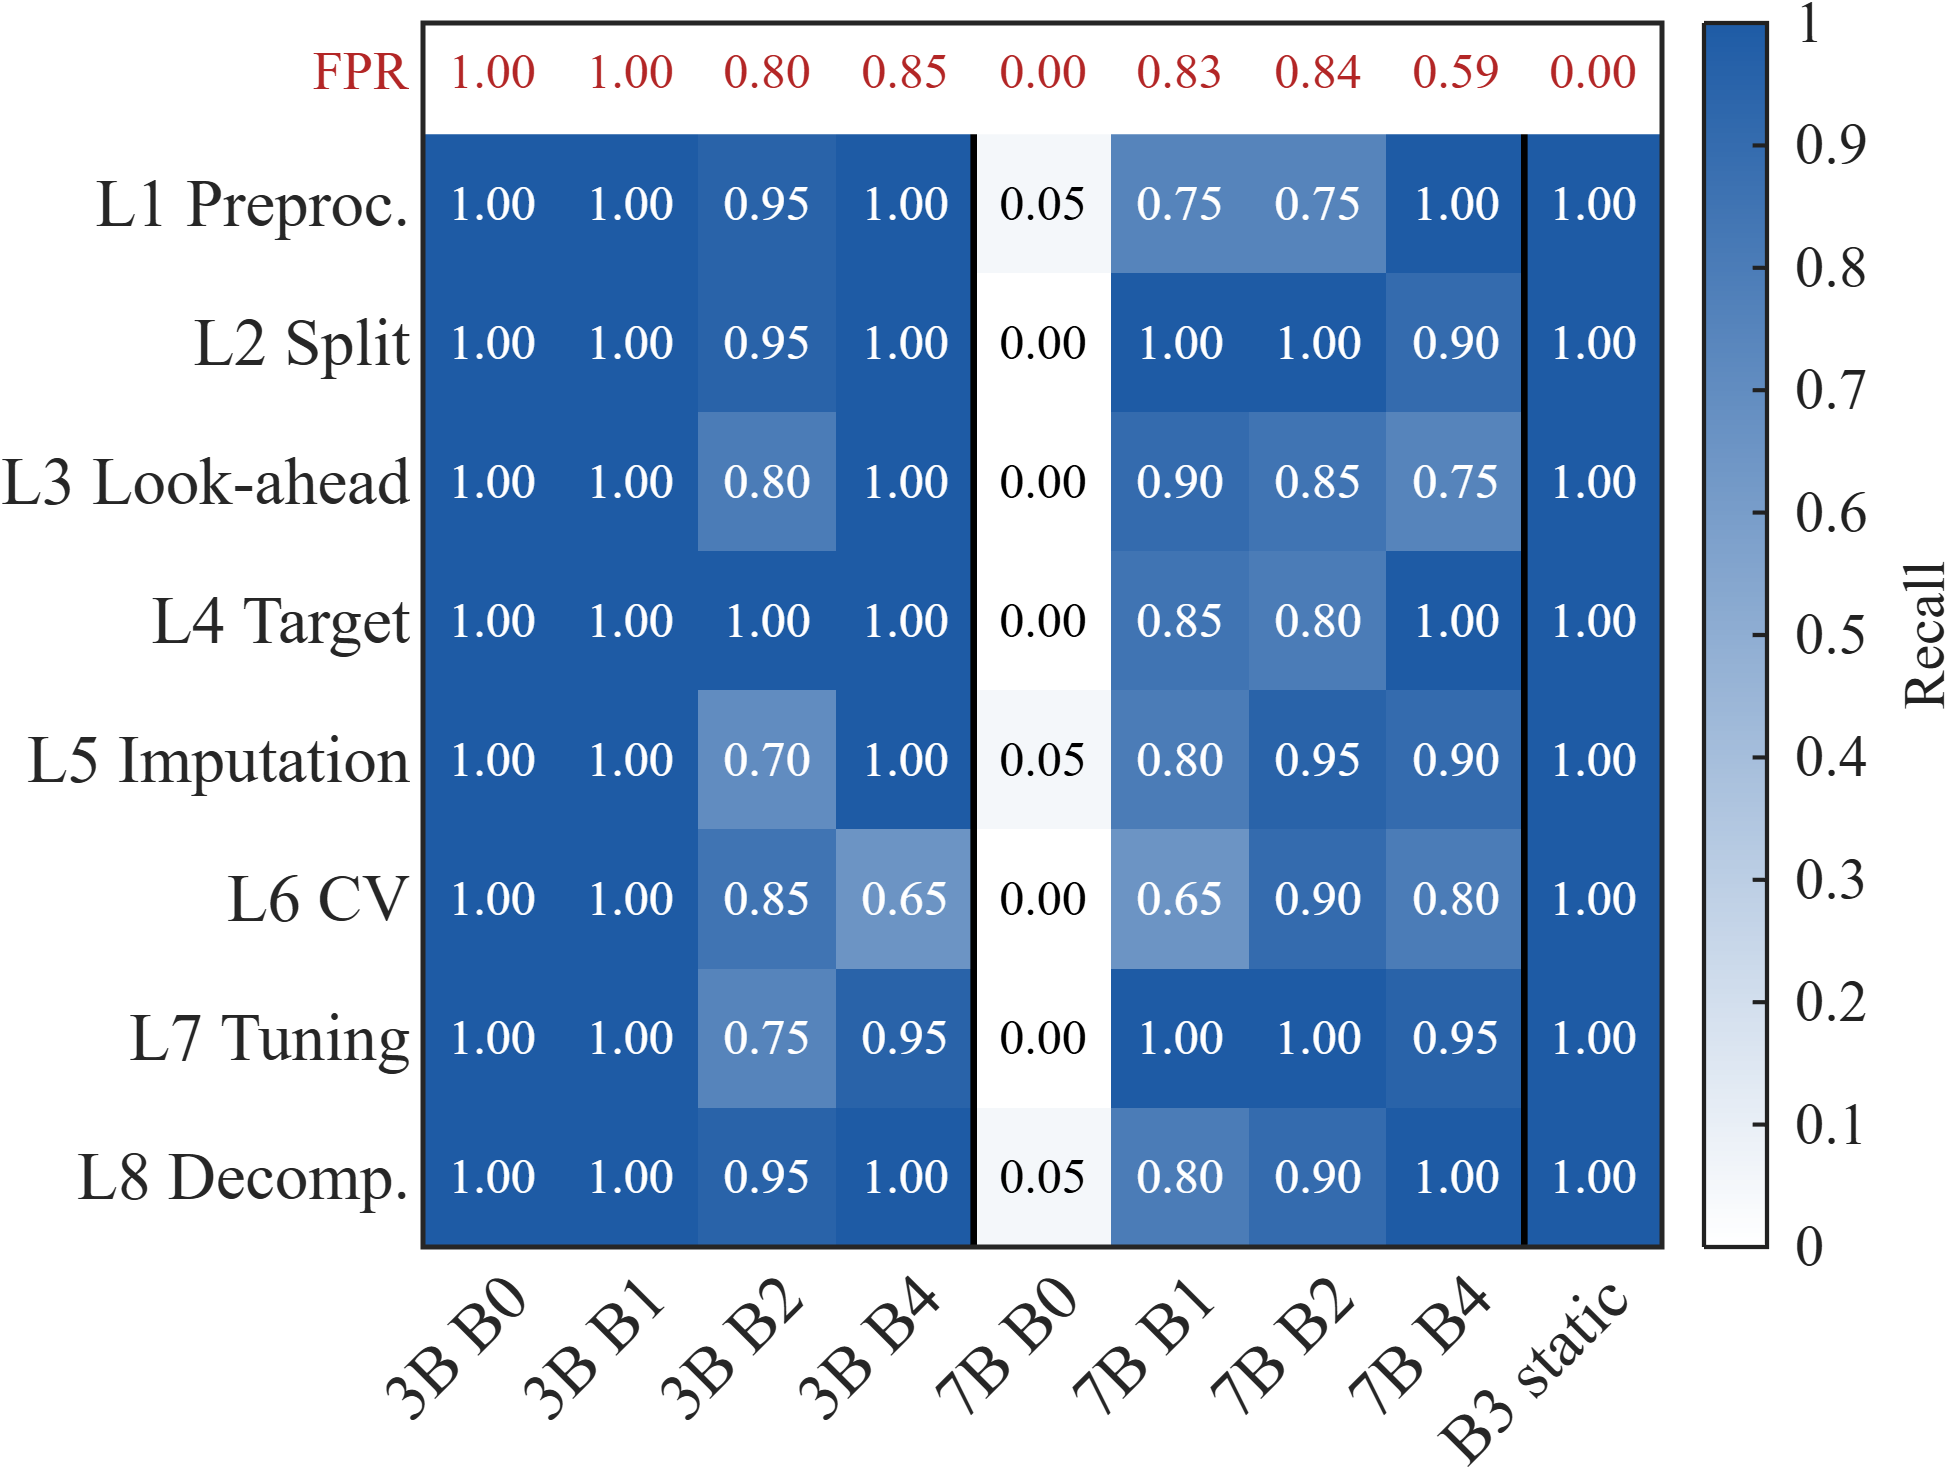 FPR 1.00 1.00 0.80 0.85 0.00 0.83 0.84 0.59 0.00
L1 Preproc. 1.00 1.00 0.95 1.00 0.05 0.75 0.75 1.00 1.00
L2 Split 1.00 1.00 0.95 1.00 0.00 1.00 1.00 0.90 1.00
L3 Look-ahead 1.00 1.00 0.80 1.00 0.00 0.90 0.85 0.75 1.00
L4 Target 1.00 1.00 1.00 1.00 0.00 0.85 0.80 1.00 1.00
L5 Imputation 1.00 1.00 0.70 1.00 0.05 0.80 0.95 0.90 1.00
L6 CV 1.00 1.00 0.85 0.65 0.00 0.65 0.90 0.80 1.00
L7 Tuning 1.00 1.00 0.75 0.95 0.00 1.00 1.00 0.95 1.00
L8 Decomp. 1.00 1.00 0.95 1.00 0.05 0.80 0.90 1.00 1.00
3B B0
3B B1
3B B2
3B B4
7B B0
7B B1
7B B2
7B B4
B3 static
1
0.9
0.8
0.7
0.6
0.5
0.4
0.3
0.2
0.1
0
Recall